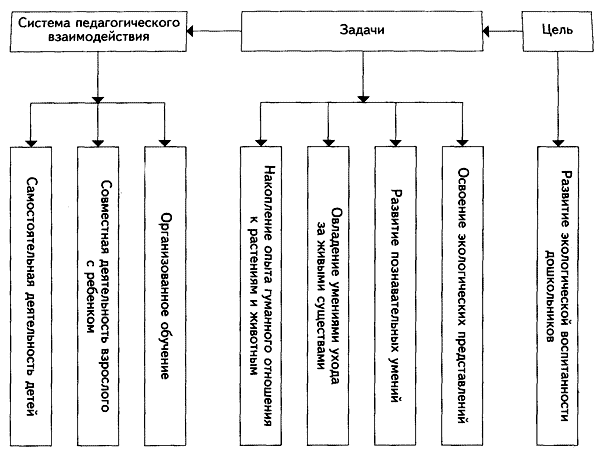 Система педагогического
взаимодействия
Задачи
Цель
Самостоятельная деятельность детей
Совместная деятельность взрослого
с ребенком
Организованное обучение
Накопление опыта гуманного отношения
к растениям и животным
Овладение умениями ухода
за живыми существами
Развитие познавательных умений
Освоение экологических представлений
Развитие экологической воспитанности
дошкольников